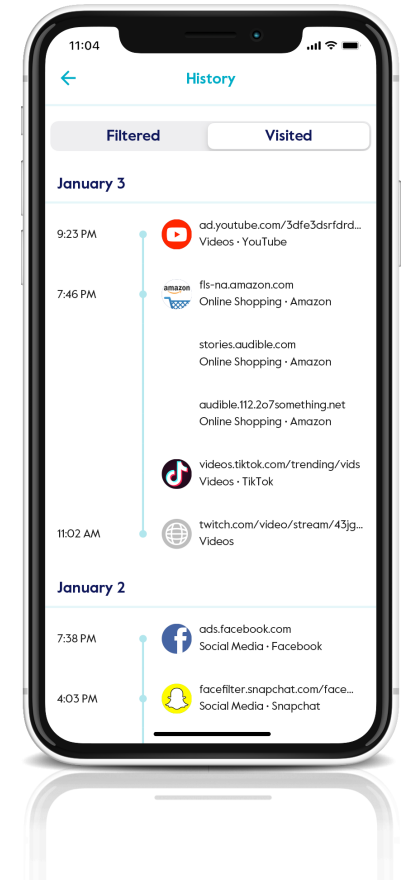 11:04
History
Filtered
Visited
January 3
9:23 PM
ad.youtube.com/3dfe3dsrfdrd...
Videos • YouTube
7:46 PM
amazon
fls-na.amazon.com
Online Shopping • Amazon
stories.audible.com
Online Shopping • Amazon
audible.112.2o7something.net
Online Shopping • Amazon
videos.tiktok.com/trending/vids
Videos • TikTok
11:02 AM
twitch.com/video/stream/43jg...
Videos
January 2
7:38 PM
ads.facebook.com
Social Media • Facebook
4:03 PM
facefilter.snapchat.com/face...
Social Media • Snapchat